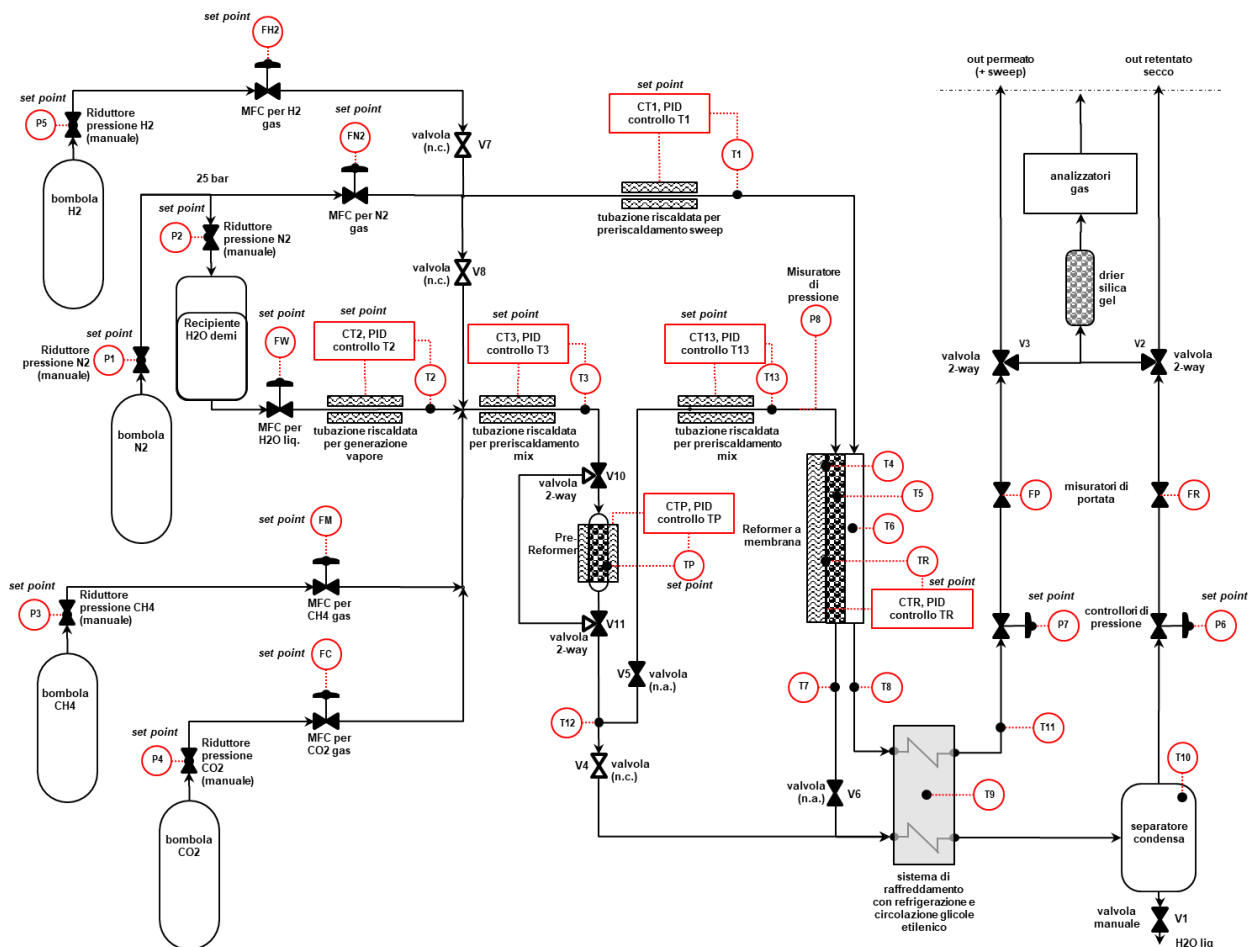 set point
FH2
out permeato
(+ sweep)
out retentato
secco
set point
P5
Riduttore
pressione H2
(manuale)
MFC per H2
gas
set point
FN2
set point
CT1, PID
controllo T1
T1
valvola
(n.c.)
V7
bombola
H2
25 bar
set point
P2
Riduttore
pressione N2
(manuale)
MFC per N2
gas
tubazione riscaldata per
preriscaldamento sweep
analizzatori
gas
valvola
(n.c.)
V8
drier
silica
gel
Misuratore
di
pressione
P8
Recipiente
H2O demi
set point
FW
set point
CT2, PID
controllo T2
T2
set point
CT3, PID
controllo T3
T3
set point
CT13, PID
controllo T13
T13
set point
Riduttore
pressione N2
(manuale)
P1
V3
V2
valvola
2-way
valvola
2-way
MFC per
H2O liq.
tubazione riscaldata
per generazione
vapore
tubazione riscaldata
per preriscaldamento
mix
tubazione riscaldata
per preriscaldamento
mix
bombola
N2
V10
valvola
2-way
T4
T5
T6
TR
CTP, PID
controllo TP
TP
set point
Pre-
Reformer
Reformer a
membrana
misuratori di
portata
FP
FR
set point
FM
set point
CTR, PID
controllo TR
set point
P3
Riduttore
pressione CH4
(manuale)
MFC per
CH4 gas
V11
valvola
2-way
set point
P7
controllori di
pressione
set point
P6
set point
FC
bombola
CH4
V5
valvola
(n.a.)
T7
T8
set point
P4
Riduttore
pressione
CO2
(manuale)
MFC per
CO2 gas
T12
T11
V4
valvola
(n.c.)
valvola
(n.a.)
V6
T9
T10
bombola
CO2
separatore
condensa
sistema di
raffreddamento
con refrigerazione e
circolazione glicole
etilenico
valvola
manuale
V1
H2O liq